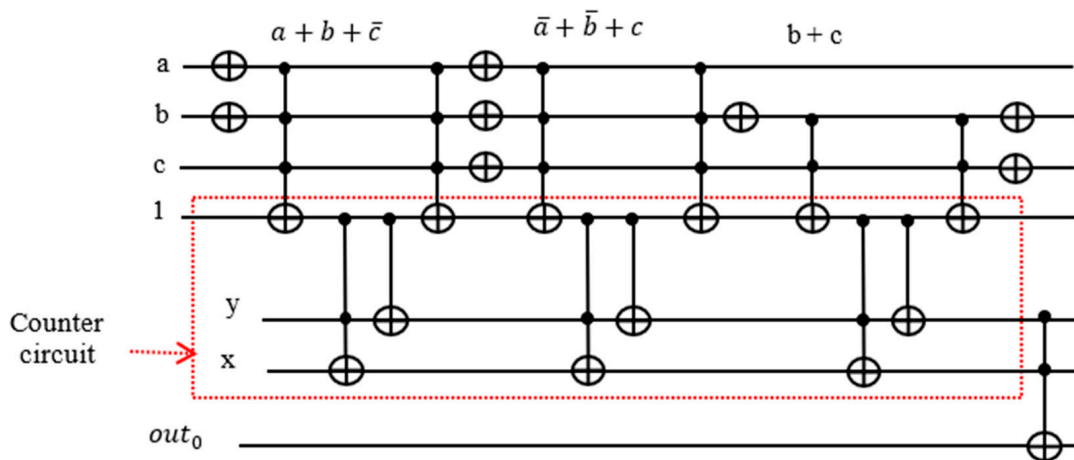 a + b + c̄
ā + b̄ + c
b + c
a
b
c
1
y
x
Counter
circuit
out₀